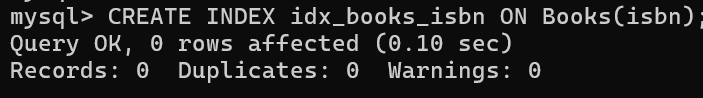 mysql> CREATE INDEX idx_books_isbn ON Books(isbn);
Query OK, 0 rows affected (0.10 sec)
Records: 0  Duplicates: 0  Warnings: 0